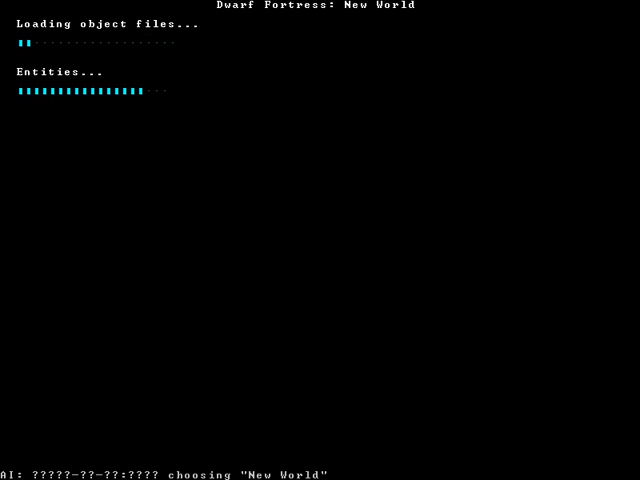 Dwarf Fortress: New World
Loading object files...
Entities...
AI: ?????-??-??:???? choosing "New World"